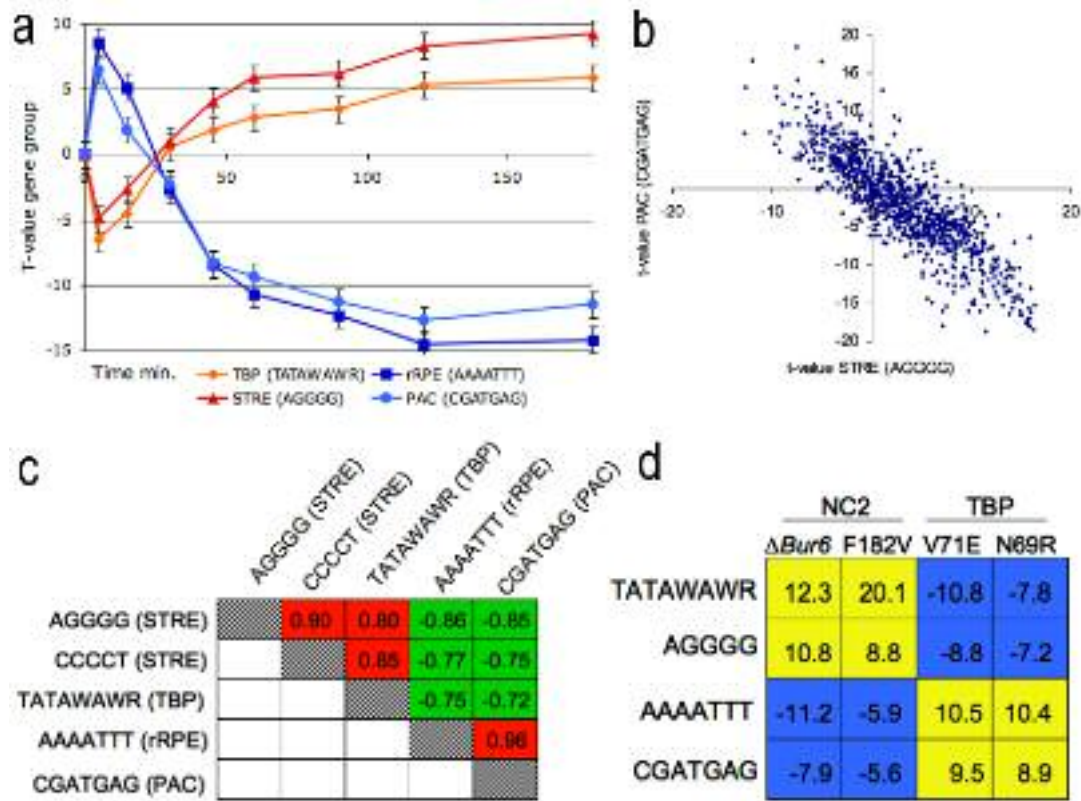 a
10
5
0
-5
-10
-15
50
100
150
T-value gene group
Time min.
TBP (TATAWAWR)
rRPE (AAAATTT)
STRE (AGGGG)
PAC (CGATGAG)
b
20
15
10
5
-5
-10
-15
-20
-20
-10
10
20
t-value PAC (CGATGAG)
t-value STRE (AGGGG)
c
AGGGG (STRE)
CCCCT (STRE)
TATAWAWR (TBP)
AAAATTT (rRPE)
CGATGAG (PAC)
AGGGG (STRE) 0.90 0.80 -0.86 -0.85
CCCCT (STRE) 0.85 -0.77 -0.75
TATAWAWR (TBP) -0.75 -0.72
AAAATTT (rRPE) 0.96
CGATGAG (PAC)
d
NC2 TBP
ΔBur6 F182V V71E N69R
TATAWAWR 12.3 20.1 -10.8 -7.8
AGGGG 10.8 8.8 -8.8 -7.2
AAAATTT -11.2 -5.9 10.5 10.4
CGATGAG -7.9 -5.6 9.5 8.9